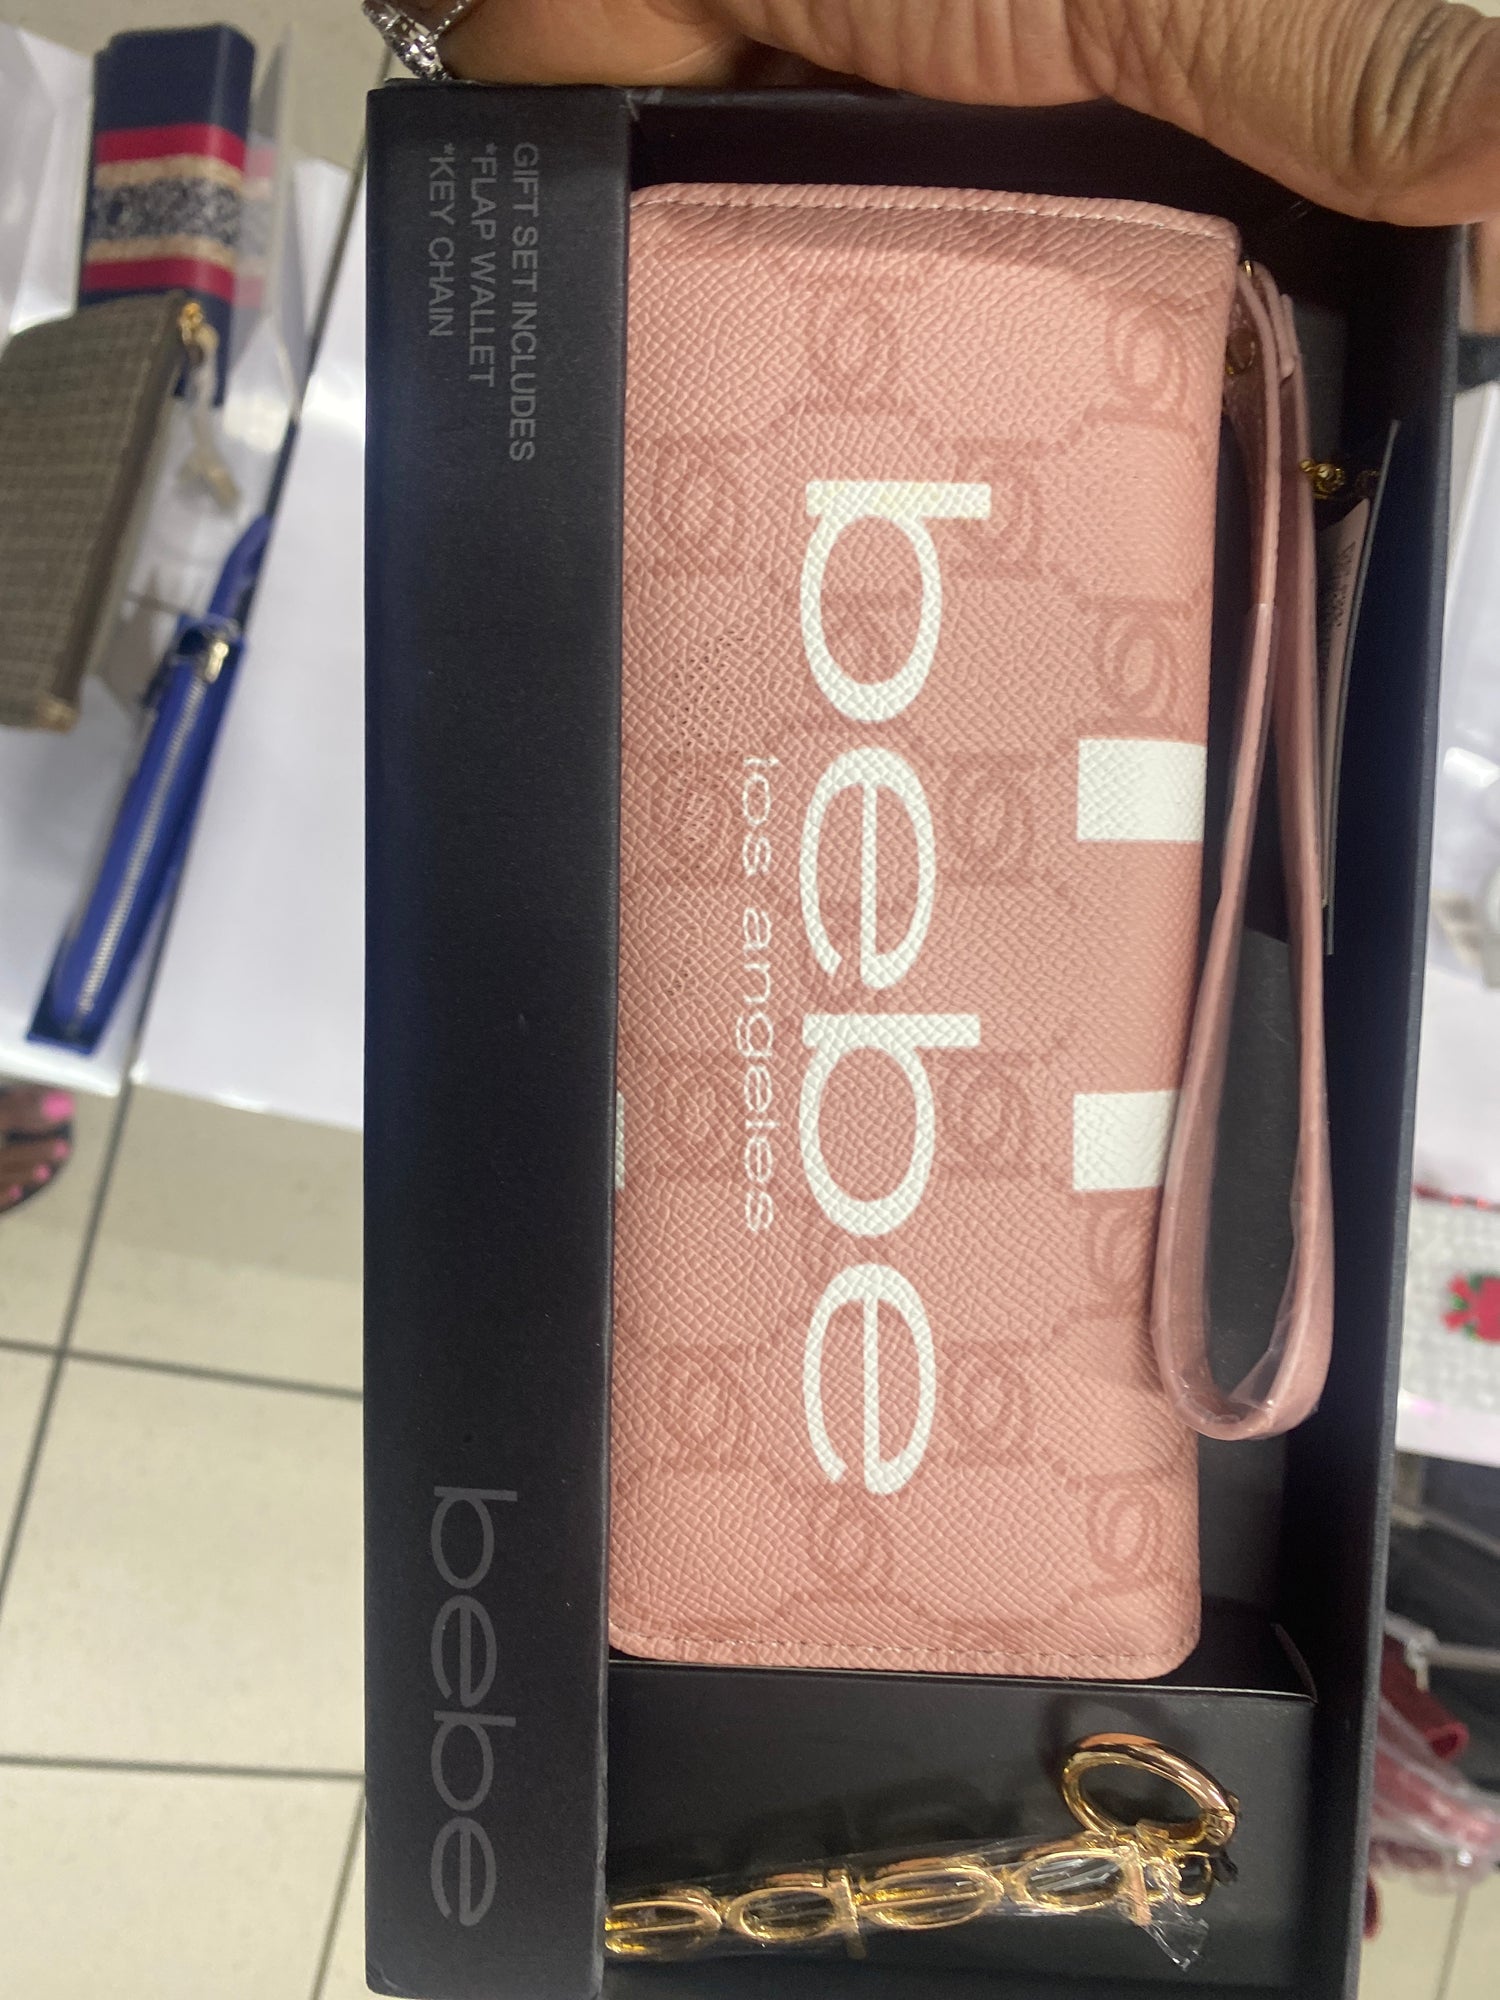 GIFT SET INCLUDES
*FLAP WALLET
*KEY CHAIN
bebe
bebe
los angeles
bebe